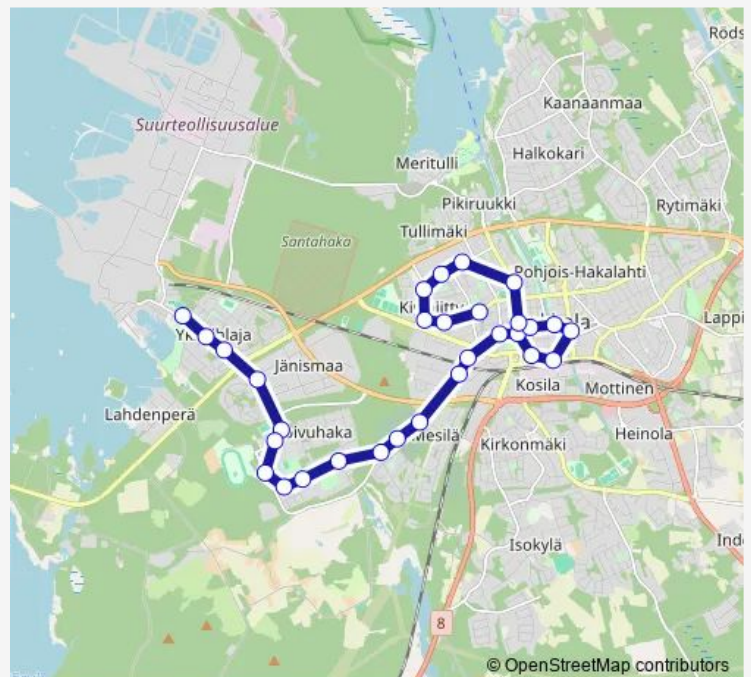 Röds
Kaanaanmaa
Suurteollisuusalue
Halkokari
Meritulli
Pikiruukki
Rytimäki
Tullimäki
Santahaka
Pohjois-Hakalahti
Lappi
Jänismaa
Kosila
Mottinen
Lahdenperä
Heinola
Kirkonmäki
Isokylä
Ind
8
© OpenStreetMap contributors